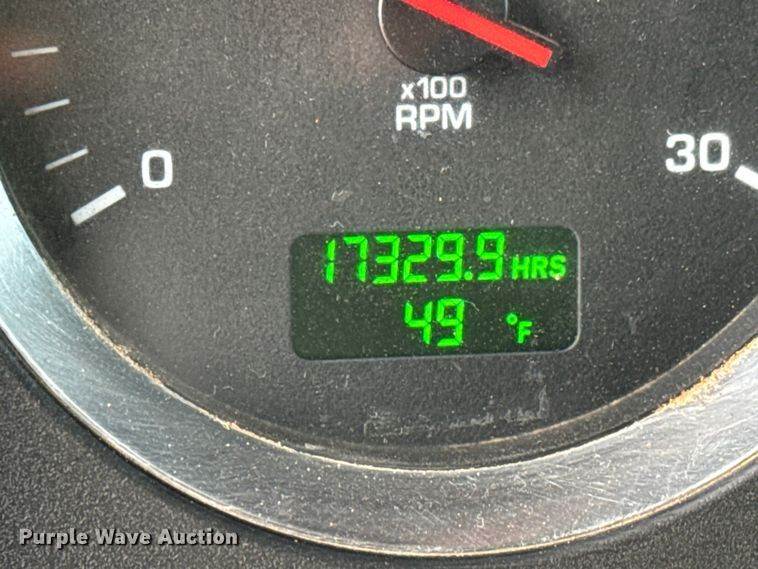 x100
RPM
0
30
17329.9 HRS
49 °F
Purple Wave Auction